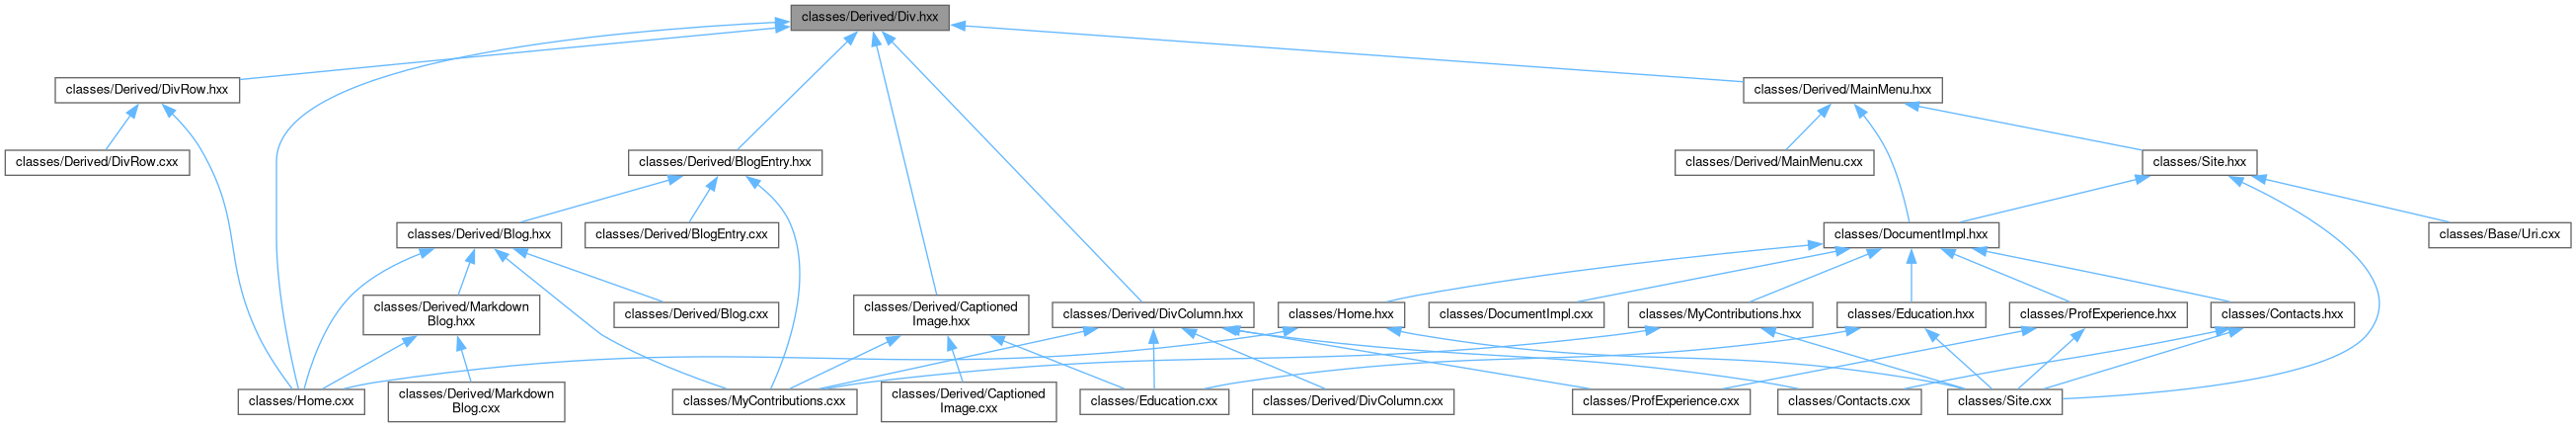 classes/Derived/Div.hxx
classes/Derived/DivRow.hxx
classes/Derived/MainMenu.hxx
classes/Derived/DivRow.cxx
classes/Derived/BlogEntry.hxx
classes/Derived/MainMenu.cxx
classes/Site.hxx
classes/Derived/Blog.hxx
classes/Derived/BlogEntry.cxx
classes/DocumentImpl.hxx
classes/Base/Uri.cxx
classes/Derived/Markdown
Blog.hxx
classes/Derived/Blog.cxx
classes/Derived/Captioned
Image.hxx
classes/Derived/DivColumn.hxx
classes/Home.hxx
classes/DocumentImpl.cxx
classes/MyContributions.hxx
classes/Education.hxx
classes/ProfExperience.hxx
classes/Contacts.hxx
classes/Home.cxx
classes/Derived/Markdown
Blog.cxx
classes/MyContributions.cxx
classes/Derived/Captioned
Image.cxx
classes/Education.cxx
classes/Derived/DivColumn.cxx
classes/ProfExperience.cxx
classes/Contacts.cxx
classes/Site.cxx